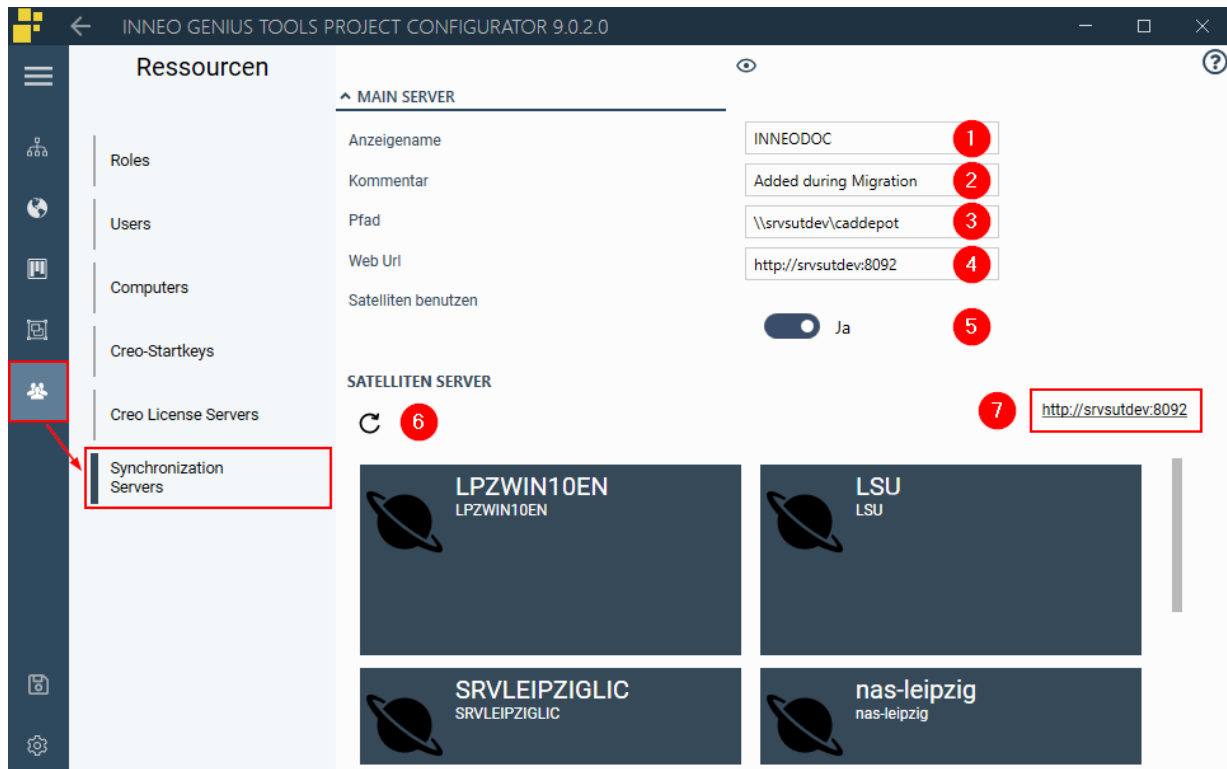 INNEO GENIUS TOOLS PROJECT CONFIGURATOR 9.0.2.0
Ressourcen
?
Roles
Users
Computers
Creo-Startkeys
Creo License Servers
Synchronization
Servers
MAIN SERVER
Anzeigename
INNEODOC
1
Kommentar
Added during Migration
2
Pfad
\\srvsutdev\caddepot
3
Web Url
http://srvsutdev:8092
4
Satelliten benutzen
Ja
5
SATELLITEN SERVER
6
7
http://srvsutdev:8092
LPZWIN10EN
LPZWIN10EN
LSU
LSU
SRVLEIPZIGLIC
SRVLEIPZIGLIC
nas-leipzig
nas-leipzig